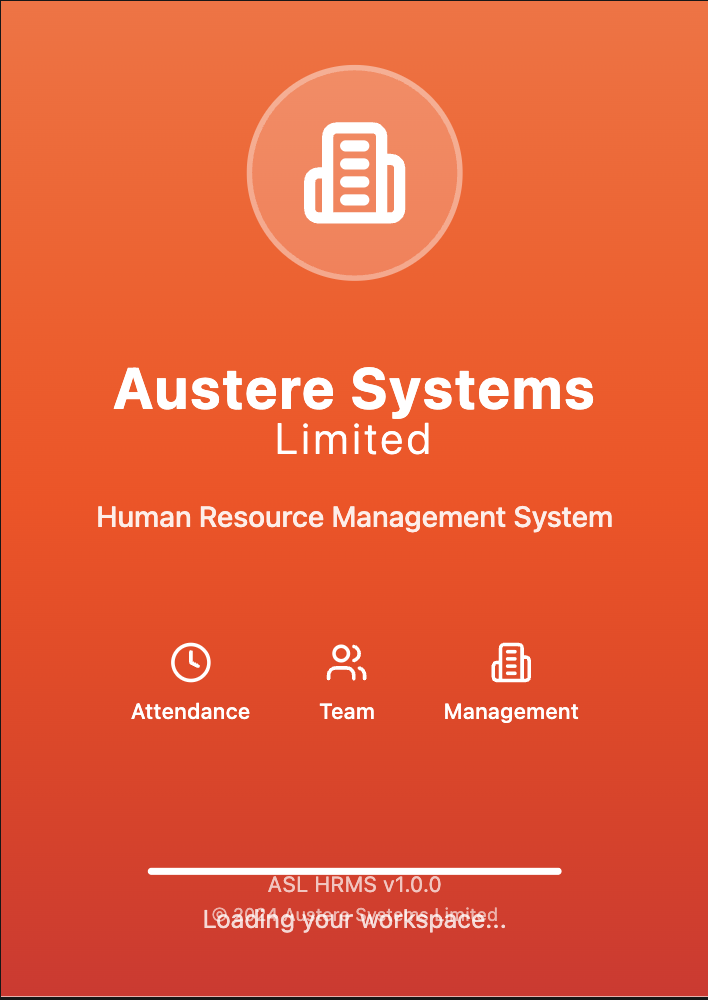 Austere Systems
Limited
Human Resource Management System
Attendance Team Management
ASL HRMS v1.0.0
© 2024 Austere Systems Limited
Loading your workspace...